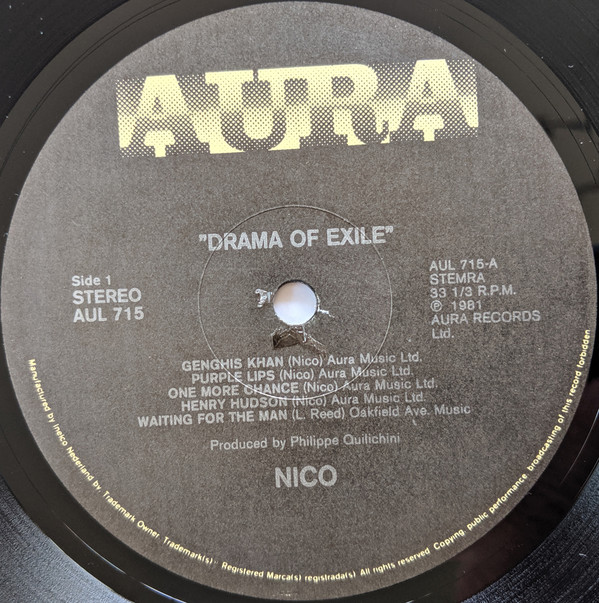 AURA
"DRAMA OF EXILE"
Side 1
STEREO
AUL 715
AUL 715-A
STEMRA
33 1/3 R.P.M.
℗ 1981
AURA RECORDS
Ltd.
GENGHIS KHAN (Nico) Aura Music Ltd.
PURPLE LIPS (Nico) Aura Music Ltd.
ONE MORE CHANCE (Nico) Aura Music Ltd.
HENRY HUDSON (Nico) Aura Music Ltd.
WAITING FOR THE MAN (L. Reed) Oakfield Ave. Music
Produced by Philippe Quilichini
NICO
Manufactured by Inelco Nederland by Trademark Owner. Trademark(s) Registered Marca(s) registrada(s) All rights reserved Copying, public performance broadcasting of this record forbidden